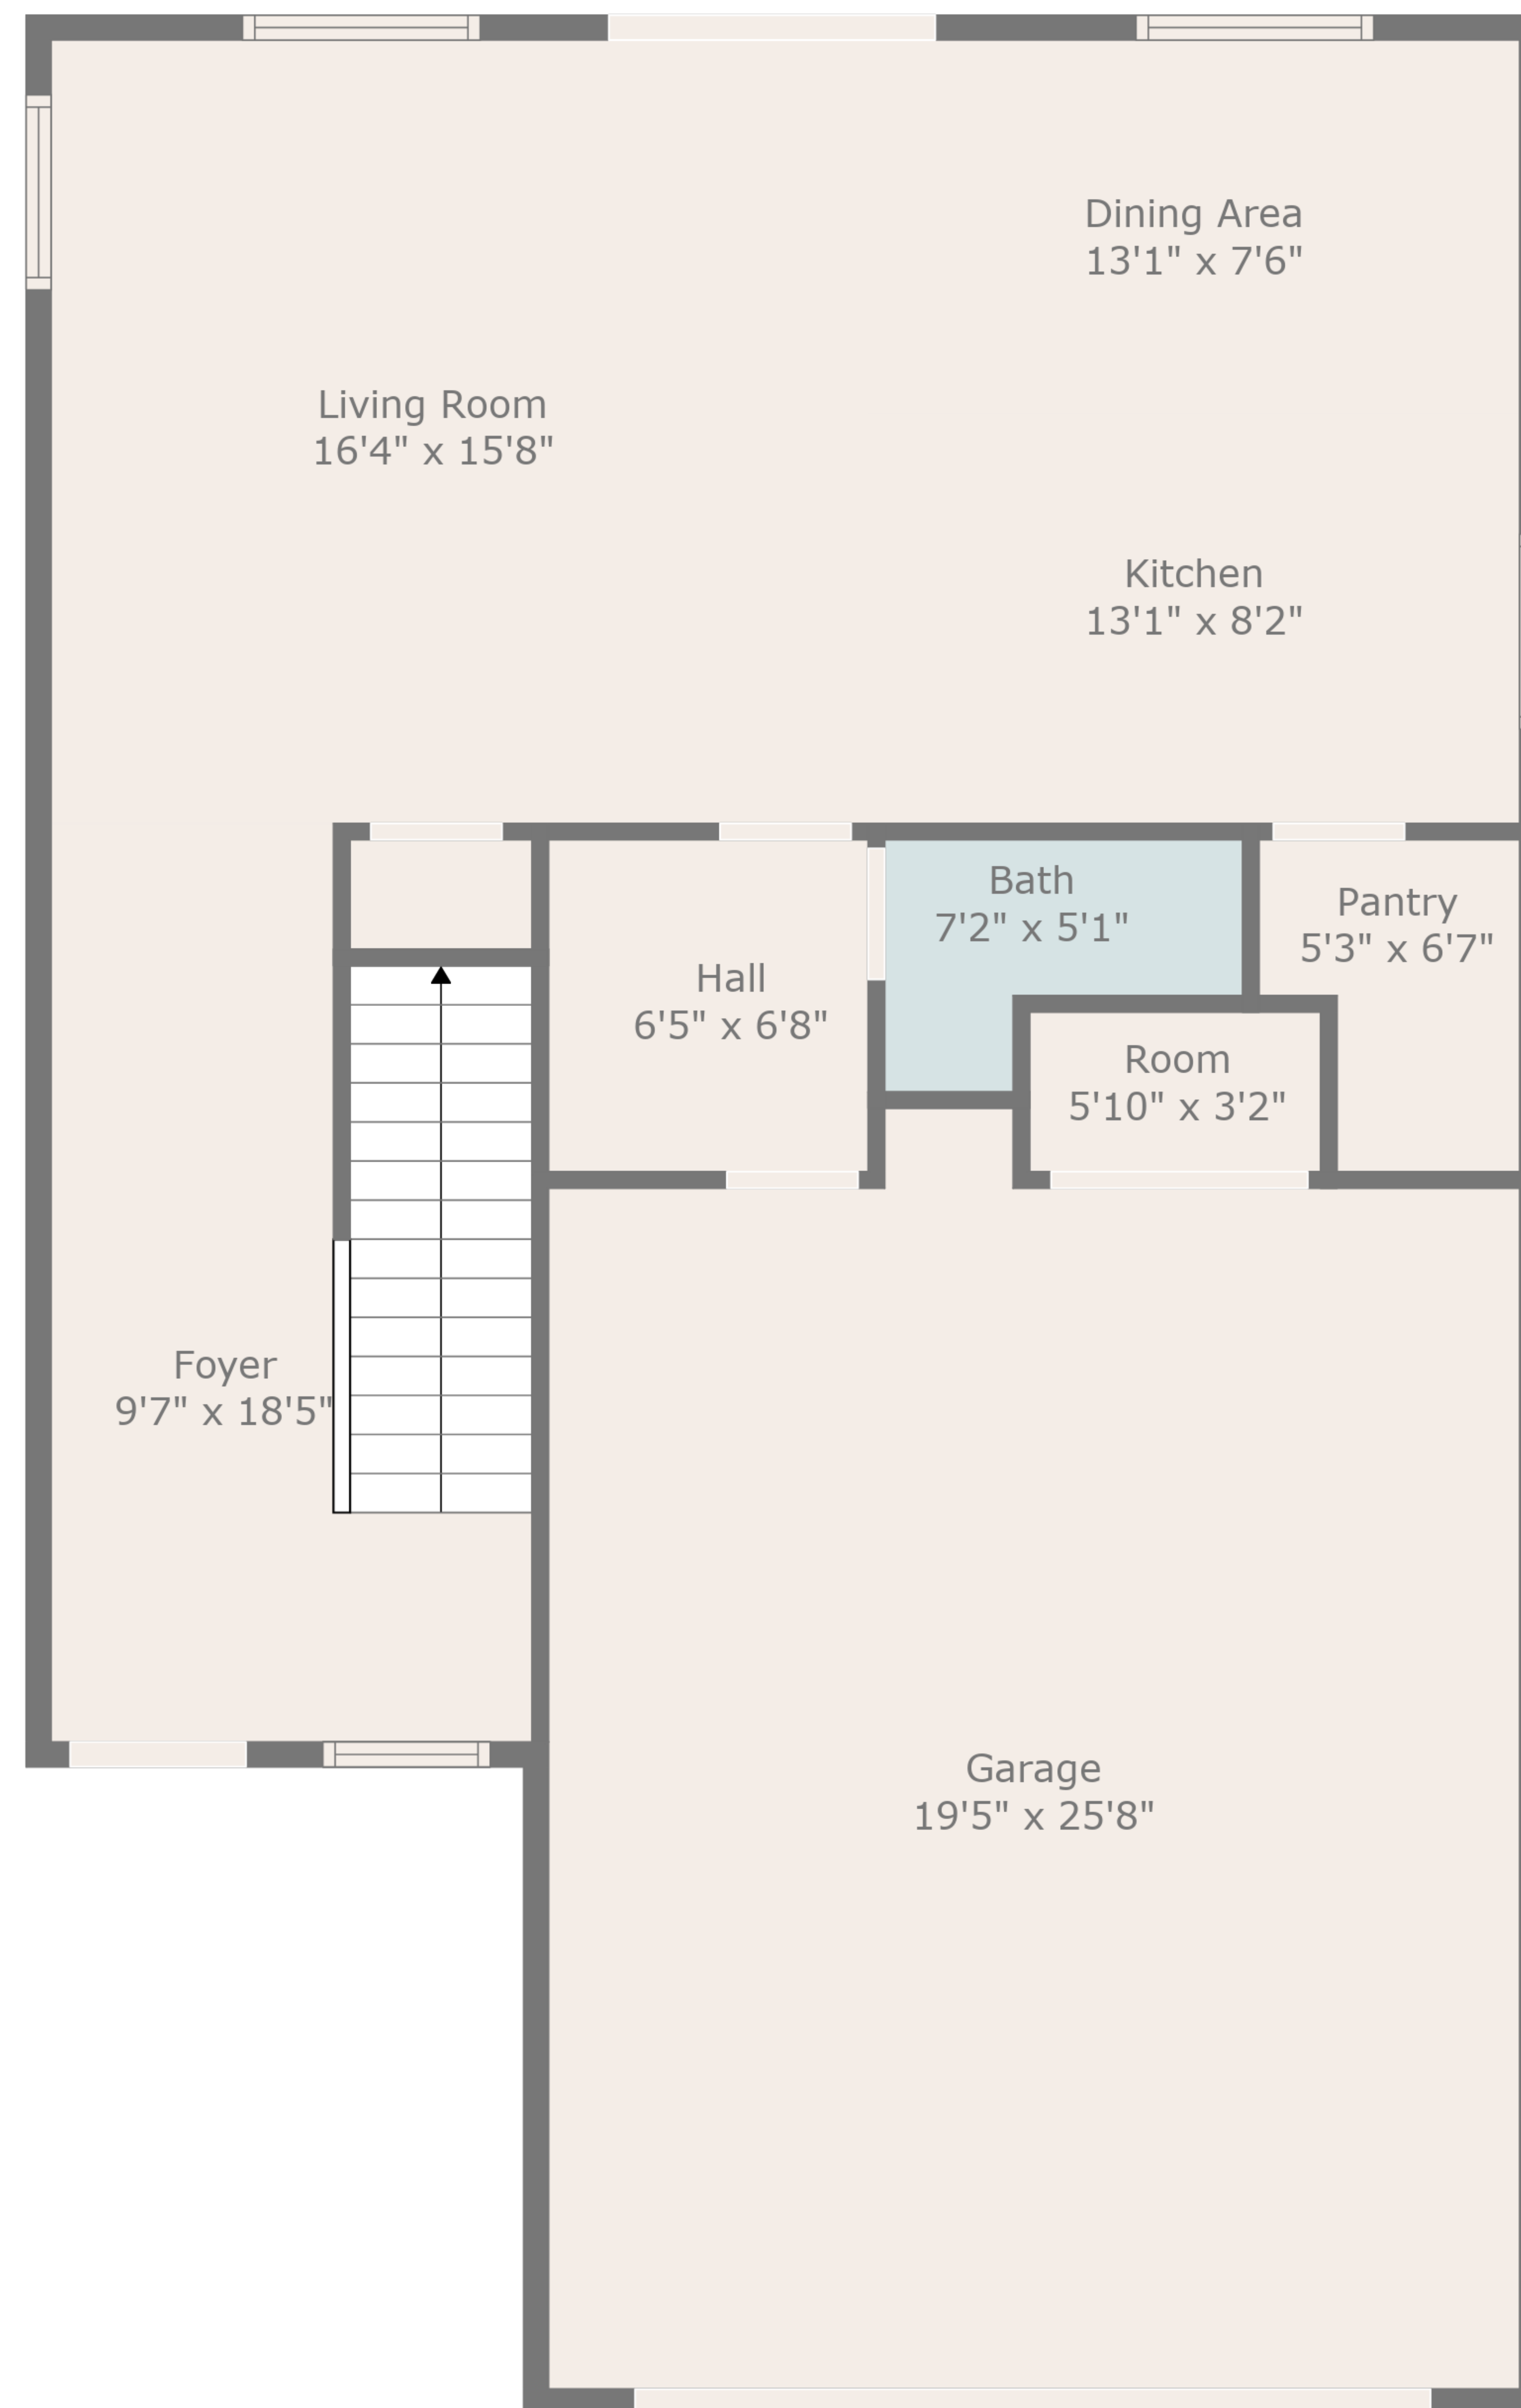 Dining Area
13'1" x 7'6"
Living Room
16'4" x 15'8"
Kitchen
13'1" x 8'2"
Bath
7'2" x 5'1"
Pantry
5'3" x 6'7"
Hall
6'5" x 6'8"
Room
5'10" x 3'2"
Foyer
9'7" x 18'5"
Garage
19'5" x 25'8"